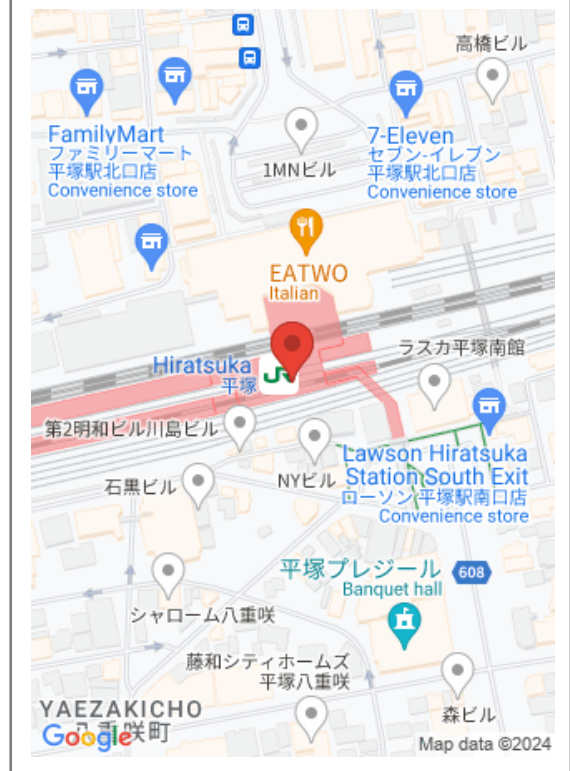 高橋ビル
FamilyMart
ファミリーマート
平塚駅北口店
Convenience store
1MNビル
7-Eleven
セブン-イレブン
平塚駅北口店
Convenience store
EATWO
Italian
Hiratsuka
平塚
JR
ラスカ平塚南館
第2明和ビル川島ビル
Lawson Hiratsuka
Station South Exit
ローソン 平塚駅南口店
Convenience store
NYビル
石黒ビル
平塚プレジール
Banquet hall
608
シャローム八重咲
藤和シティホームズ
平塚八重咲
YAEZAKICHO
八重咲町
森ビル
Google
Map data ©2024